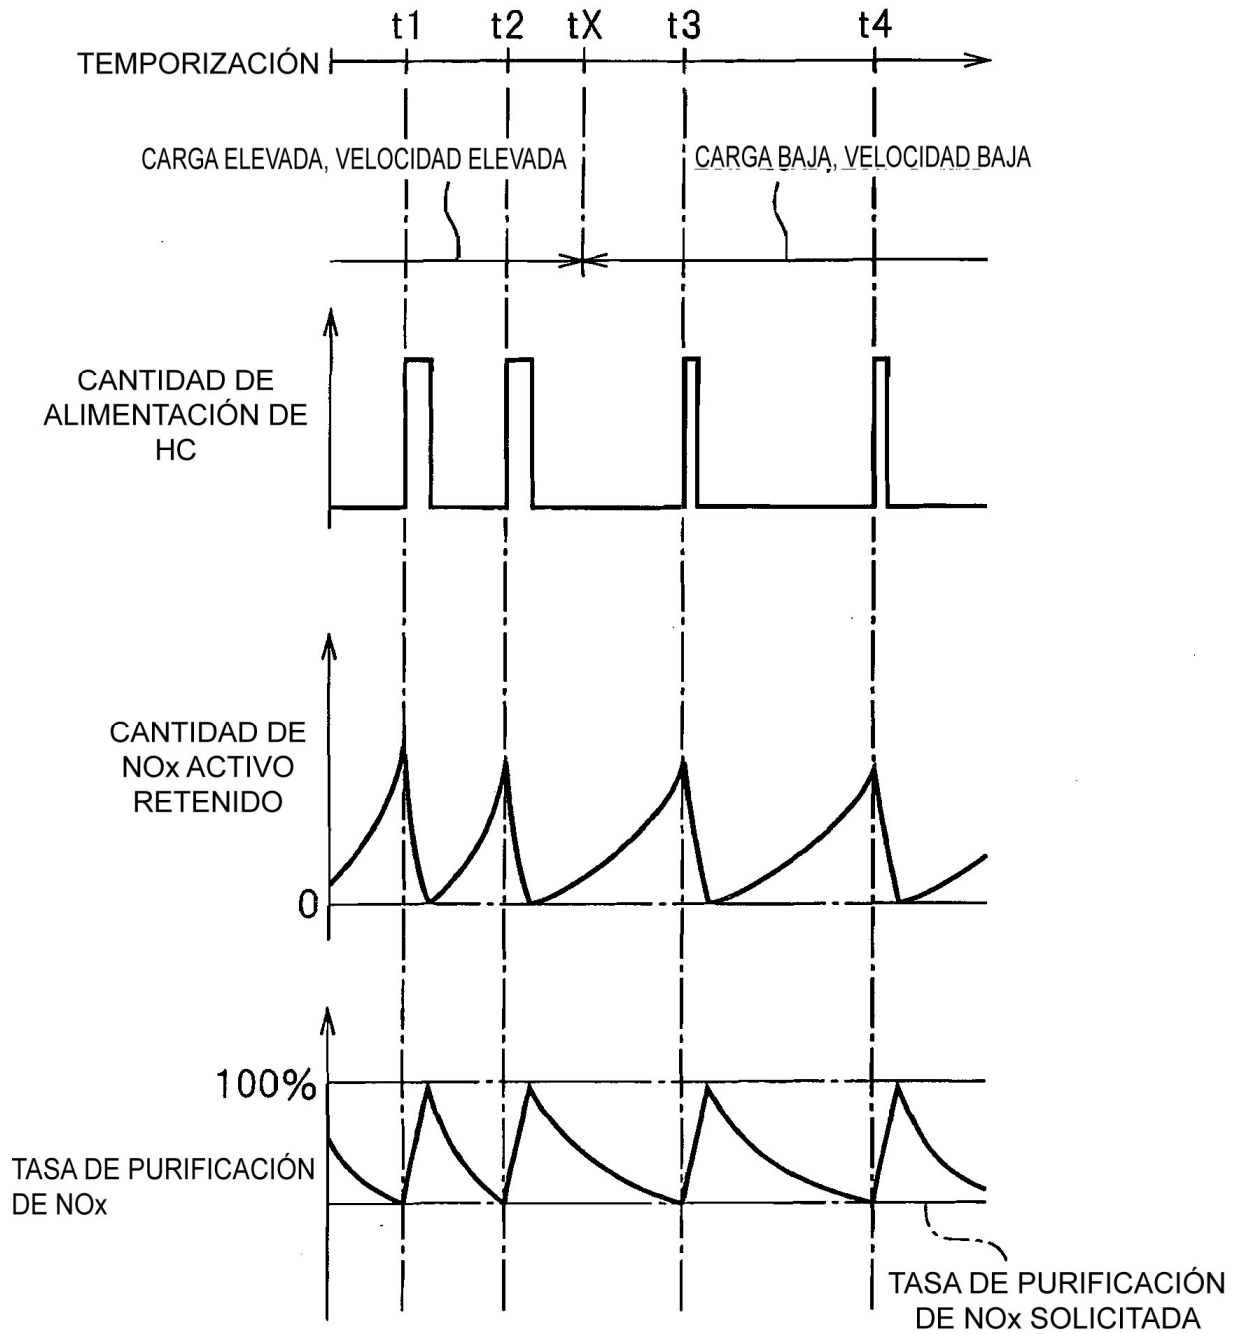 t1 t2 tX t3 t4
TEMPORIZACIÓN
CARGA ELEVADA, VELOCIDAD ELEVADA
CARGA BAJA, VELOCIDAD BAJA
CANTIDAD DE
ALIMENTACIÓN DE
HC
CANTIDAD DE
NOx ACTIVO
RETENIDO
0
100%
TASA DE PURIFICACIÓN
DE NOx
TASA DE PURIFICACIÓN
DE NOx SOLICITADA